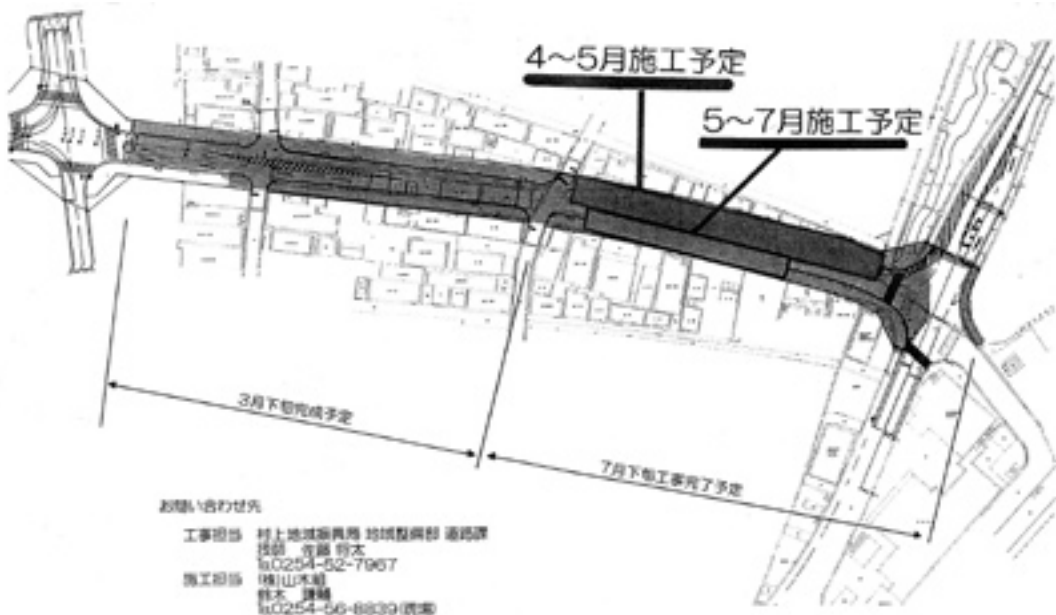 4～5月施工予定
5～7月施工予定
3月下旬完成予定
7月下旬工事完了予定
お問い合わせ先
工事担当 村上地域振興局 地域整備部 道路課
技師 佐藤 将太
℡0254-52-7967
施工担当 (株)山木組
鈴木
℡0254-56-8839(現場)